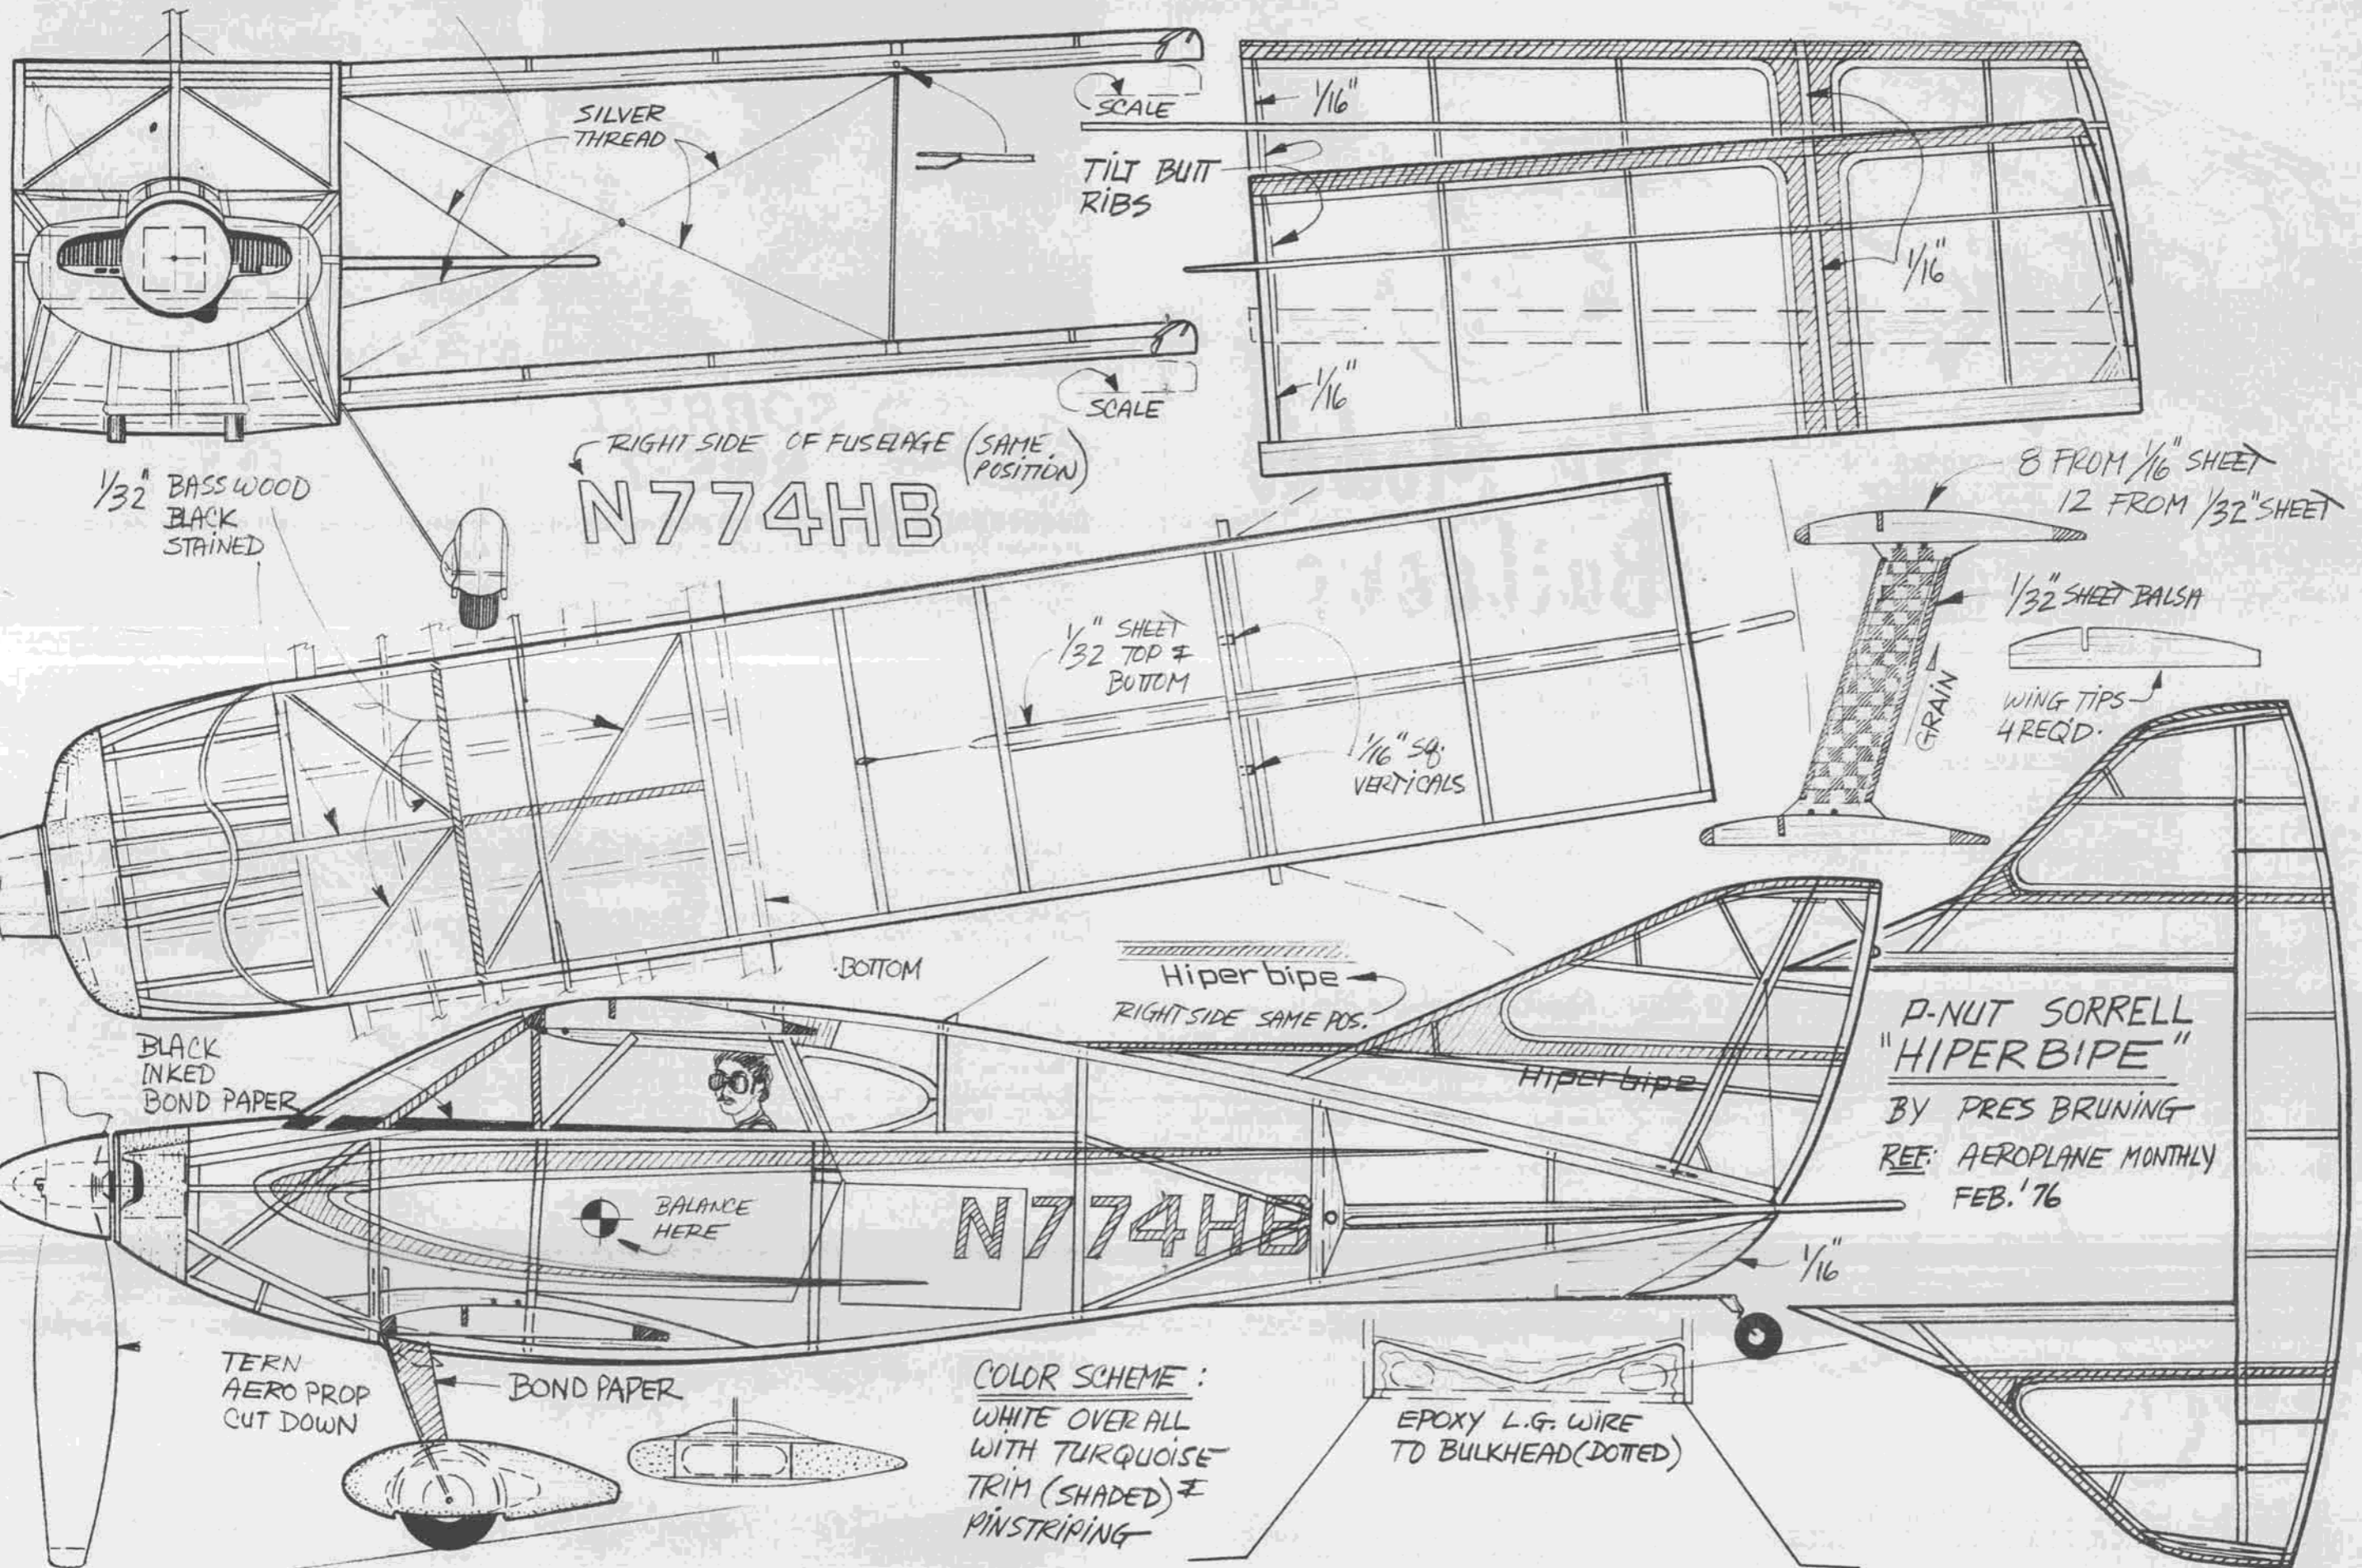 SILVER
THREAD
SCALE
1/16"
TILT BUTT
RIBS
1/16"
1/16"
SCALE
RIGHT SIDE OF FUSELAGE (SAME
POSITION)
N774HB
1/32" BASSWOOD
BLACK
STAINED
8 FROM 1/16" SHEET
12 FROM 1/32" SHEET
1/32" SHEET BALSA
GRAIN
WING TIPS
4 REQ'D.
1/32" SHEET
TOP &
BOTTOM
1/16" SQ.
VERTICALS
BOTTOM
Hiperbipe
RIGHT SIDE SAME POS.
Hiperbipe
P-NUT SORRELL
"HIPERBIPE"
BY PRES BRUNING
REF: AEROPLANE MONTHLY
FEB. '76
BLACK
INKED
BOND PAPER
BALANCE
HERE
N774HB
1/16"
TERN
AERO PROP
CUT DOWN
BOND PAPER
COLOR SCHEME:
WHITE OVER ALL
WITH TURQUOISE
TRIM (SHADED) &
PINSTRIPING
EPOXY L.G. WIRE
TO BULKHEAD (DOTTED)